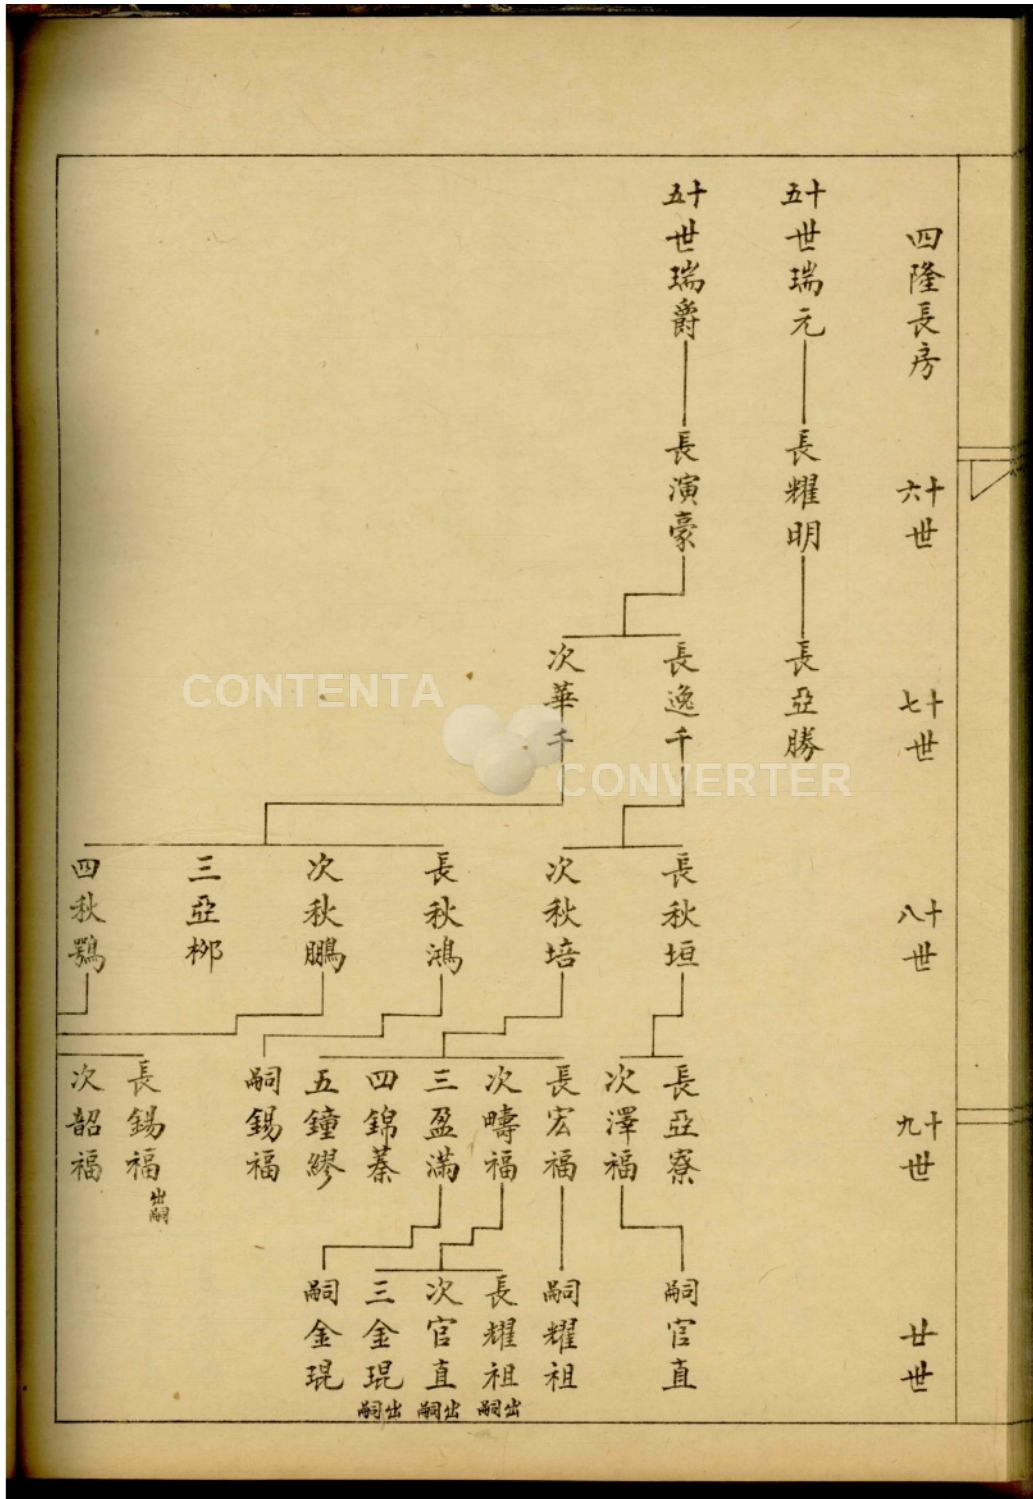 四隆長房
十六世
十七世
十八世
十九世
廿世
十五世瑞元
長耀明
長亞勝
十五世瑞爵
長演豪
長逸千
次華千
長秋垣
次秋培
長秋鴻
次秋鵬
三亞柳
四秋鶚
長亞寮
次澤福
長宏福
次疇福
三盈滿
四錦蓁
五鐘繆
嗣錫福
長錫福出嗣
次韶福
嗣官直
嗣耀祖
長耀祖出嗣
次官直出嗣
三金琨出嗣
嗣金琨
CONTENTA
CONVERTER